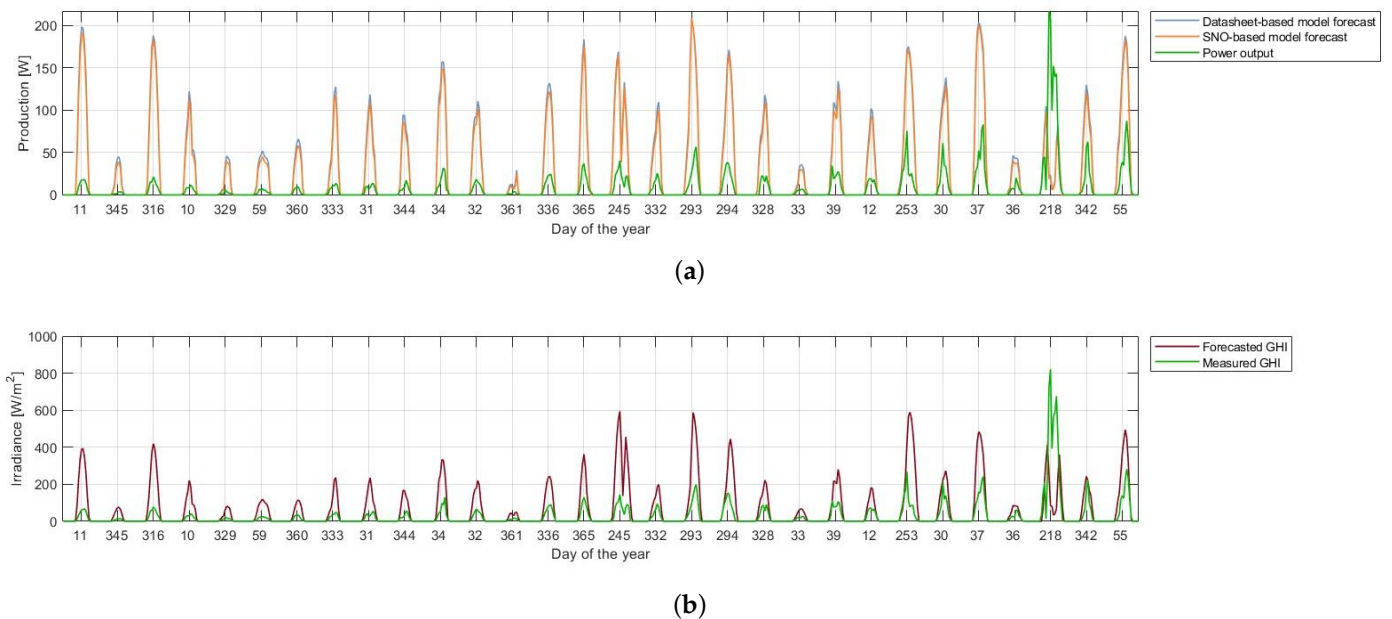 200
150
100
50
0
Production [W]
11 345 316 10 329 59 360 333 31 344 34 32 361 336 365 245 332 293 294 328 33 39 12 253 30 37 36 218 342 55
Day of the year
Datasheet-based model forecast
SNO-based model forecast
Power output
(a)
1000
800
600
400
200
0
Irradiance [W/m²]
11 345 316 10 329 59 360 333 31 344 34 32 361 336 365 245 332 293 294 328 33 39 12 253 30 37 36 218 342 55
Day of the year
Forecasted GHI
Measured GHI
(b)